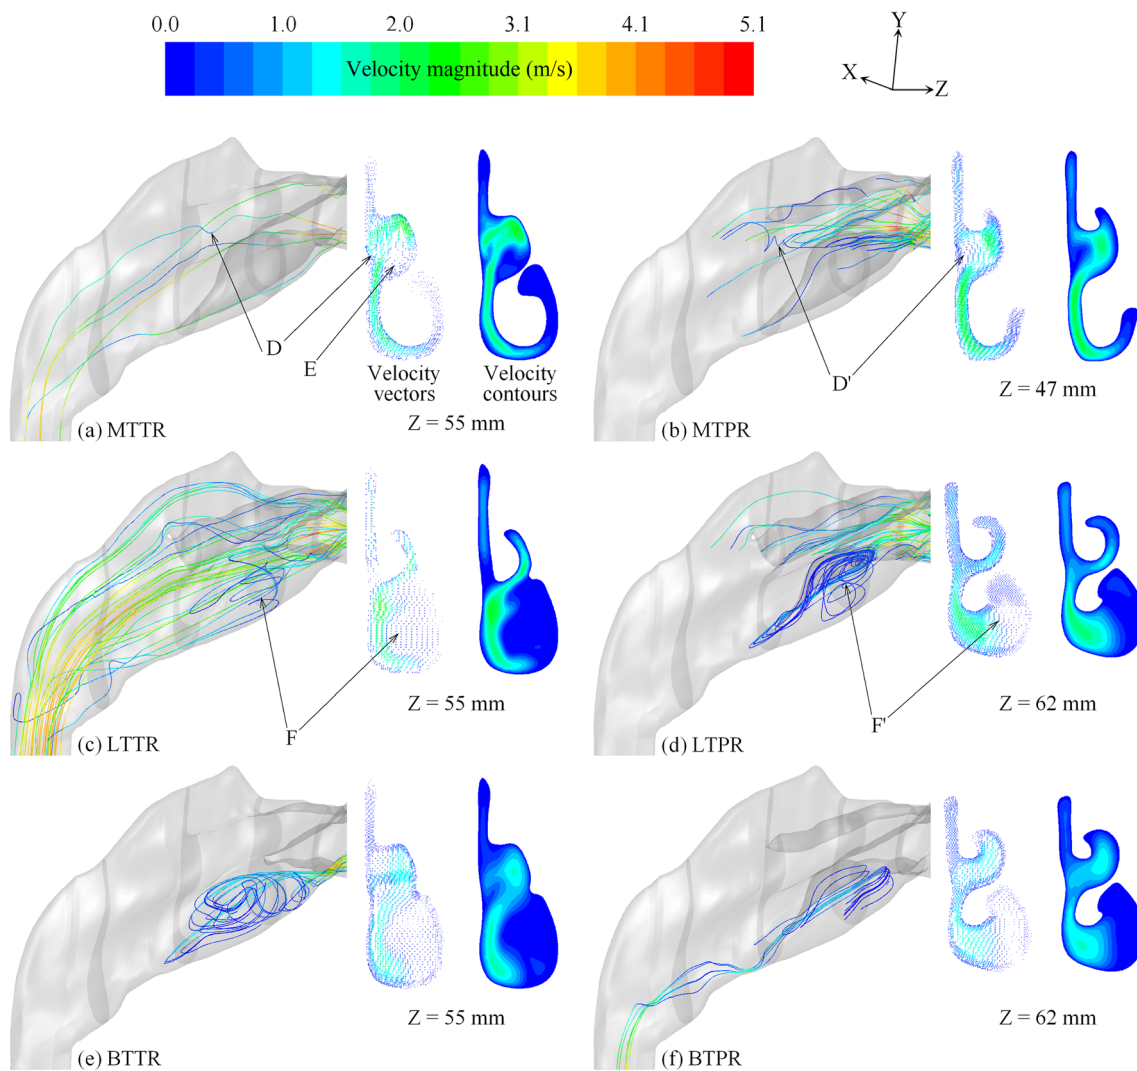 0.0 1.0 2.0 3.1 4.1 5.1
Velocity magnitude (m/s)
Y
X
Z
D
E
Velocity
vectors
Velocity
contours
Z = 55 mm
(a) MTTR
D'
Z = 47 mm
(b) MTPR
F
Z = 55 mm
(c) LTTR
F'
Z = 62 mm
(d) LTPR
Z = 55 mm
(e) BTTR
Z = 62 mm
(f) BTPR